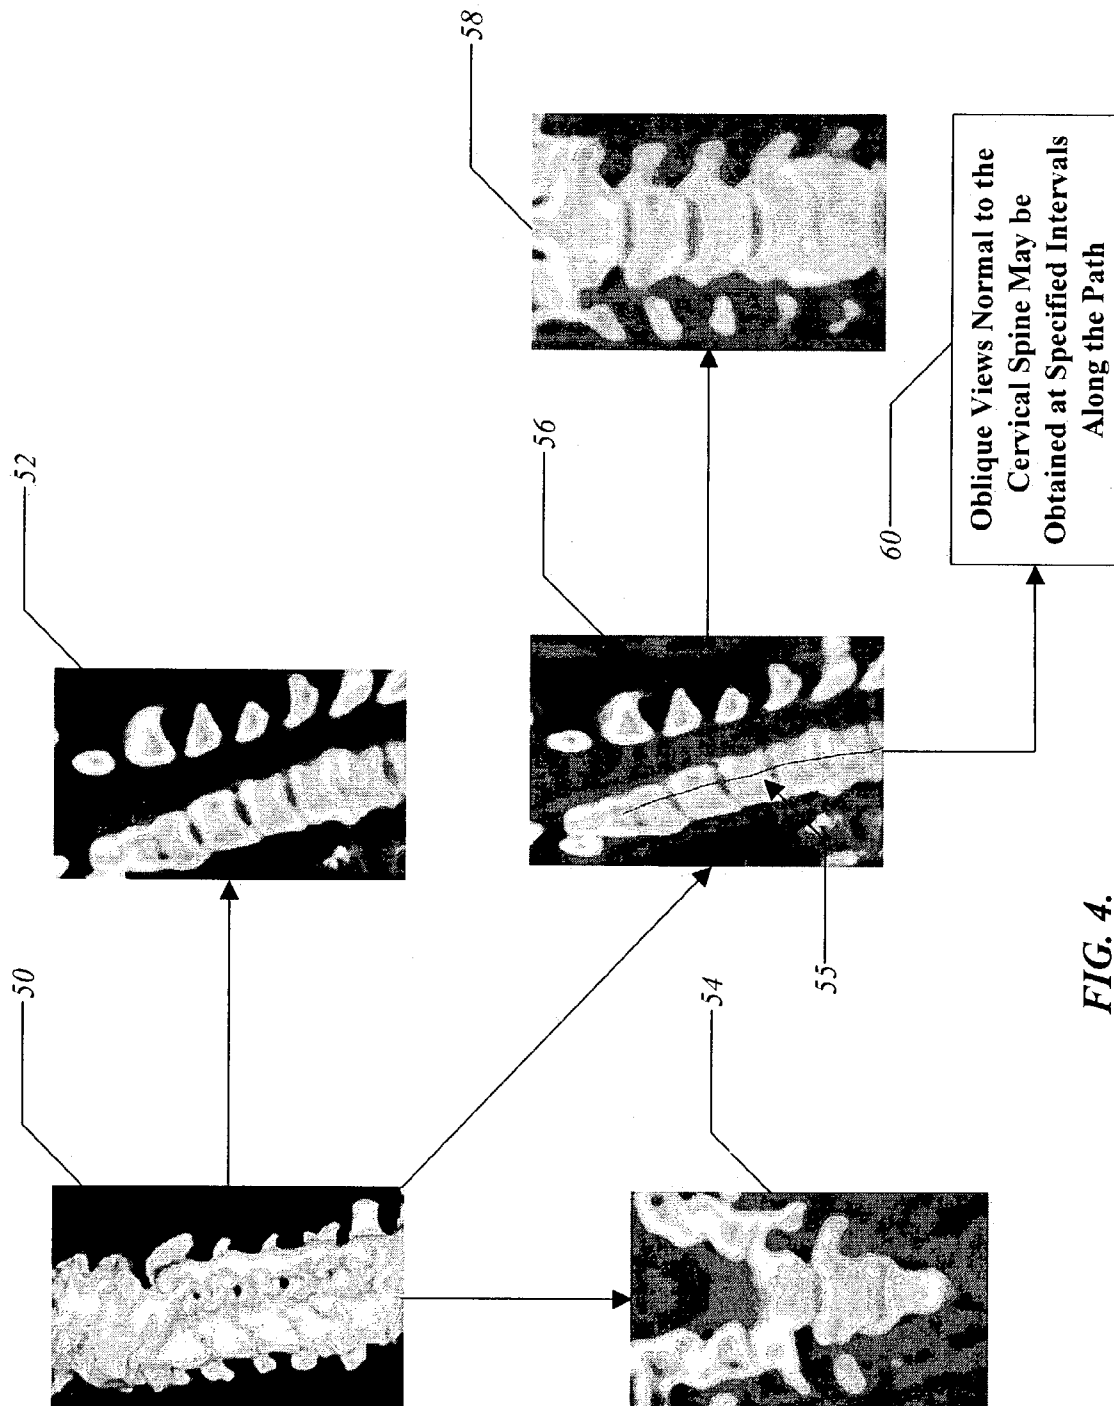 50
52
54
55
56
58
60
Oblique Views Normal to the
Cervical Spine May be
Obtained at Specified Intervals
Along the Path
FIG. 4.